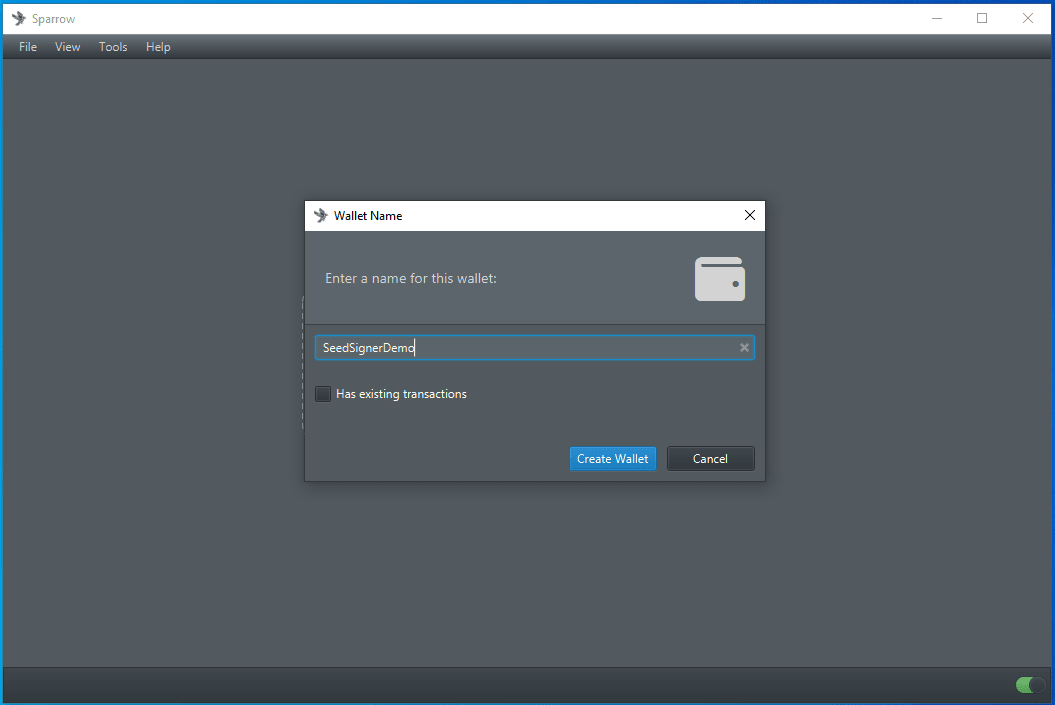 Sparrow
File View Tools Help
Wallet Name
Enter a name for this wallet:
SeedSignerDemo
Has existing transactions
Create Wallet Cancel